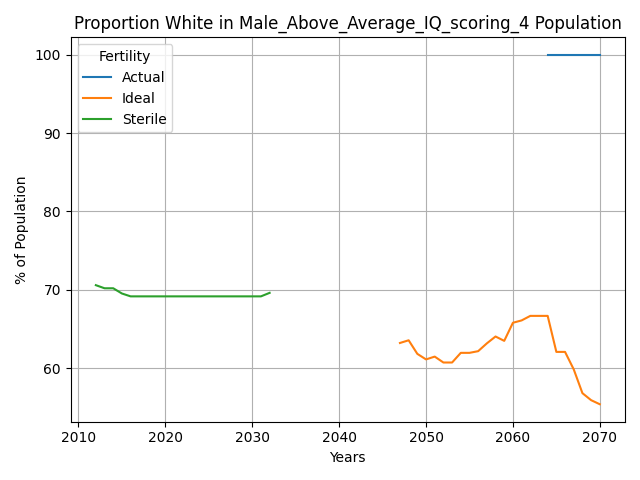 Proportion White in Male_Above_Average_IQ_scoring_4 Population
Fertility
Actual
Ideal
Sterile
% of Population
100
90
80
70
60
2010 2020 2030 2040 2050 2060 2070
Years